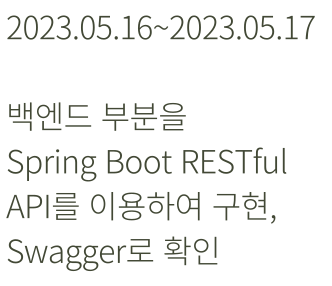 2023.05.16~2023.05.17
백엔드 부분을
Spring Boot RESTful
API를 이용하여 구현,
Swagger로 확인